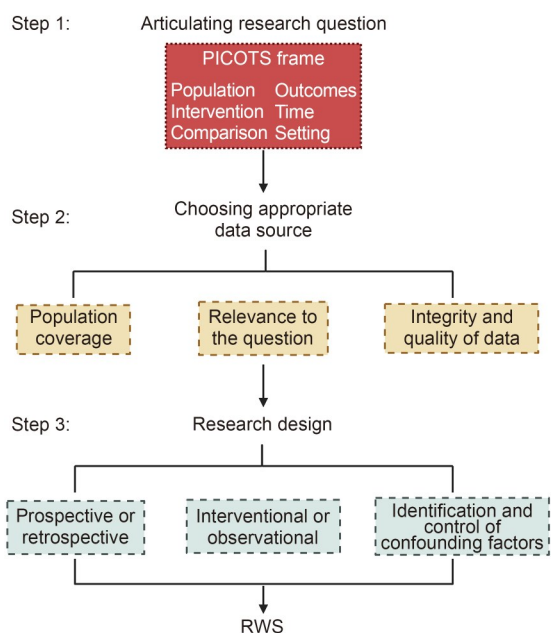 Step 1:
Articulating research question
PICOTS frame
Population Outcomes
Intervention Time
Comparison Setting
Step 2:
Choosing appropriate
data source
Population
coverage
Relevance to
the question
Integrity and
quality of data
Step 3:
Research design
Prospective or
retrospective
Interventional or
observational
Identification and
control of
confounding factors
RWS